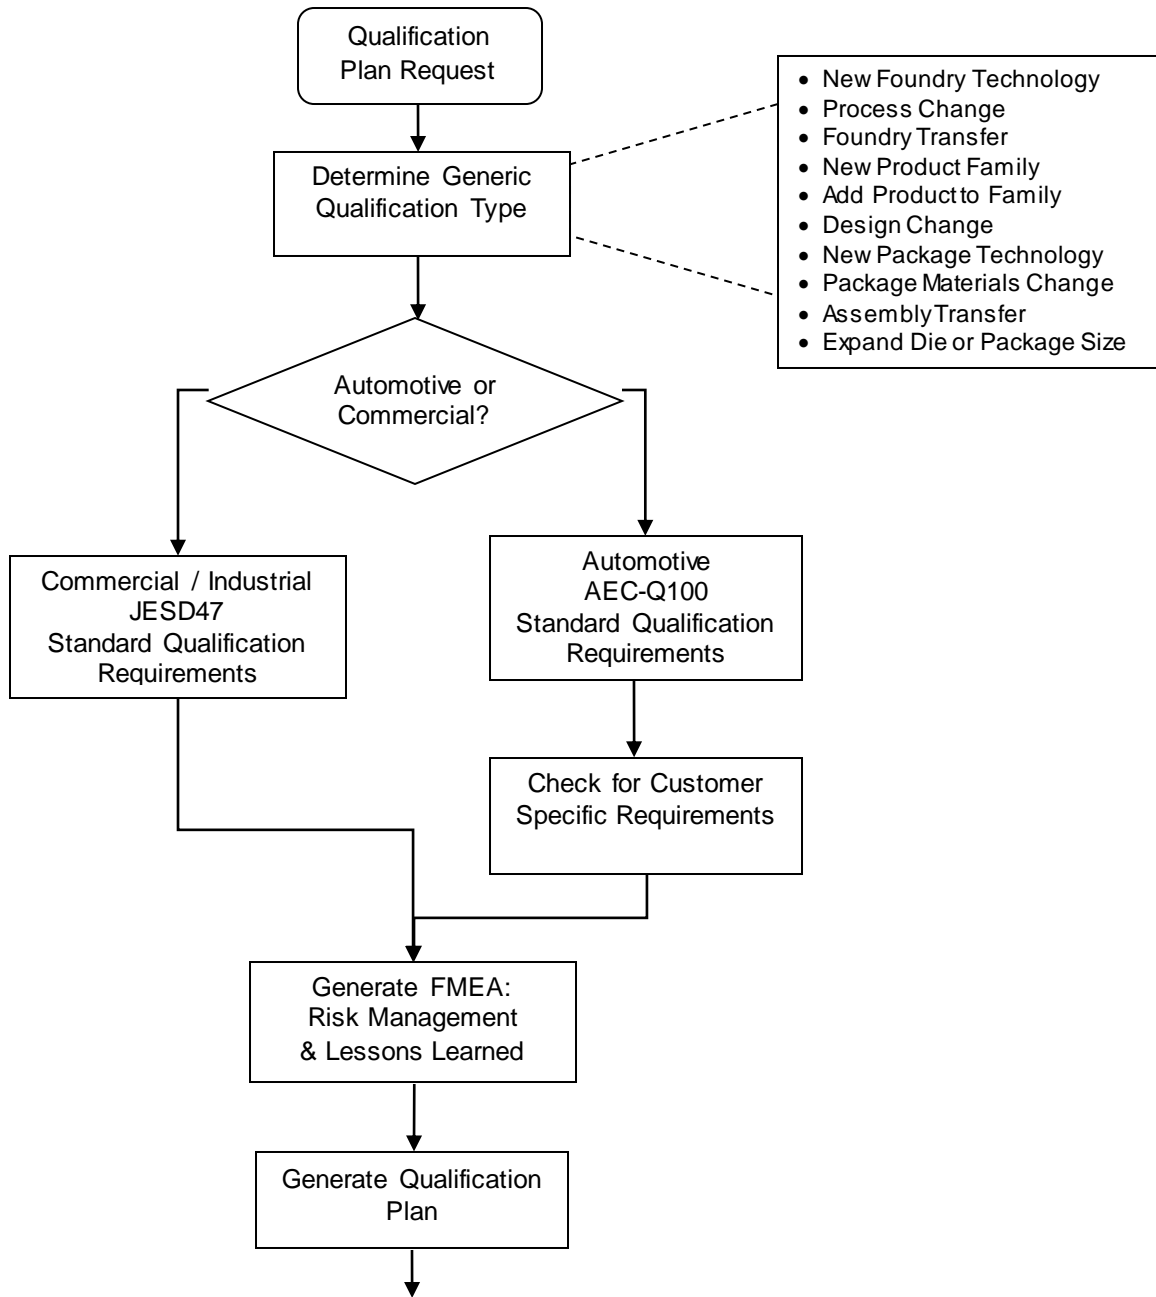 Qualification
Plan Request
Determine Generic
Qualification Type
• New Foundry Technology
• Process Change
• Foundry Transfer
• New Product Family
• Add Product to Family
• Design Change
• New Package Technology
• Package Materials Change
• Assembly Transfer
• Expand Die or Package Size
Automotive or
Commercial?
Commercial / Industrial
JESD47
Standard Qualification
Requirements
Automotive
AEC-Q100
Standard Qualification
Requirements
Check for Customer
Specific Requirements
Generate FMEA:
Risk Management
& Lessons Learned
Generate Qualification
Plan